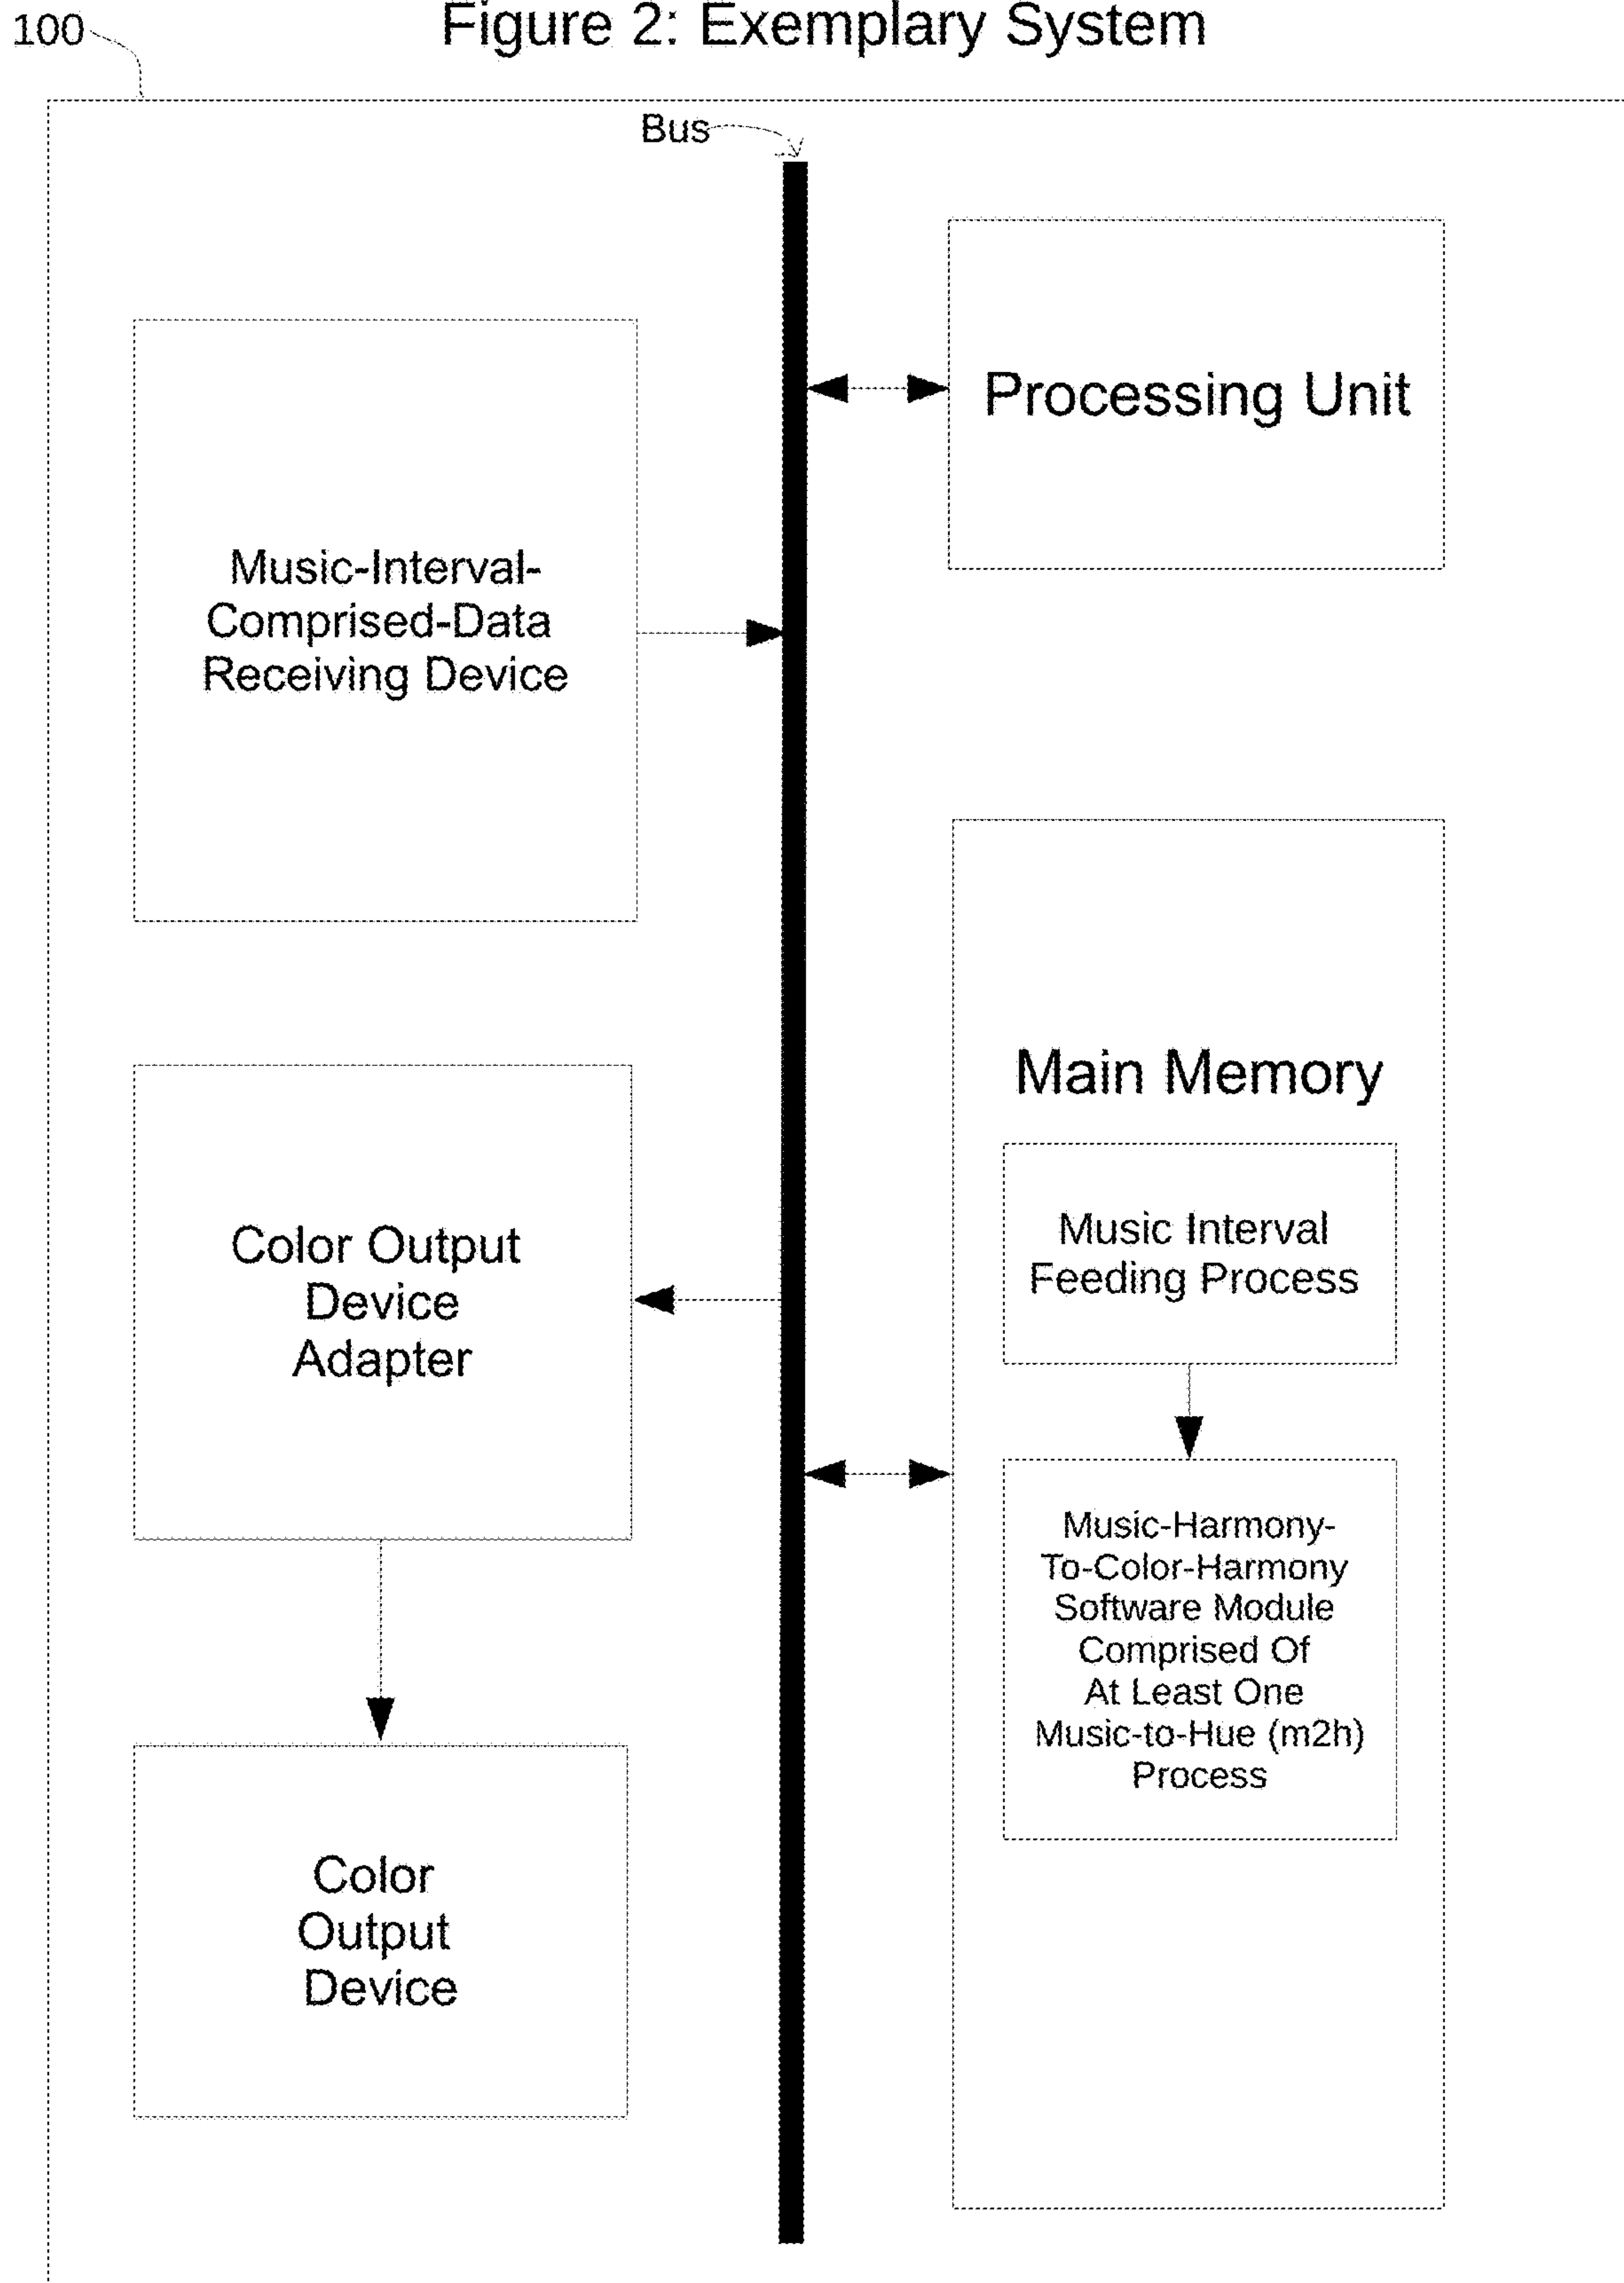 Figure 2: Exemplary System
100
Bus
Processing Unit
Music-Interval-
Comprised-Data
Receiving Device
Main Memory
Music Interval
Feeding Process
Color Output
Device
Adapter
Music-Harmony-
To-Color-Harmony
Software Module
Comprised Of
At Least One
Music-to-Hue (m2h)
Process
Color
Output
Device